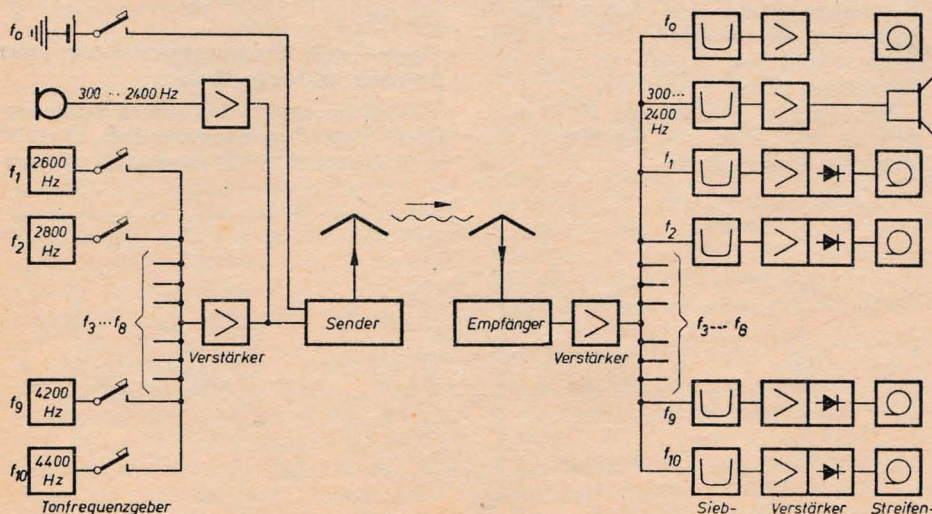 f₀
f₀
300 ··· 2400 Hz
300···
2400
Hz
f₁
2600
Hz
f₁
f₂
2800
Hz
f₂
f₃ ··· f₈
Verstärker
Sender
Empfänger
Verstärker
f₃ --- f₈
f₉
4200
Hz
f₉
f₁₀
4400
Hz
f₁₀
Tonfrequenzgeber
Sieb-
Verstärker
Streifen-